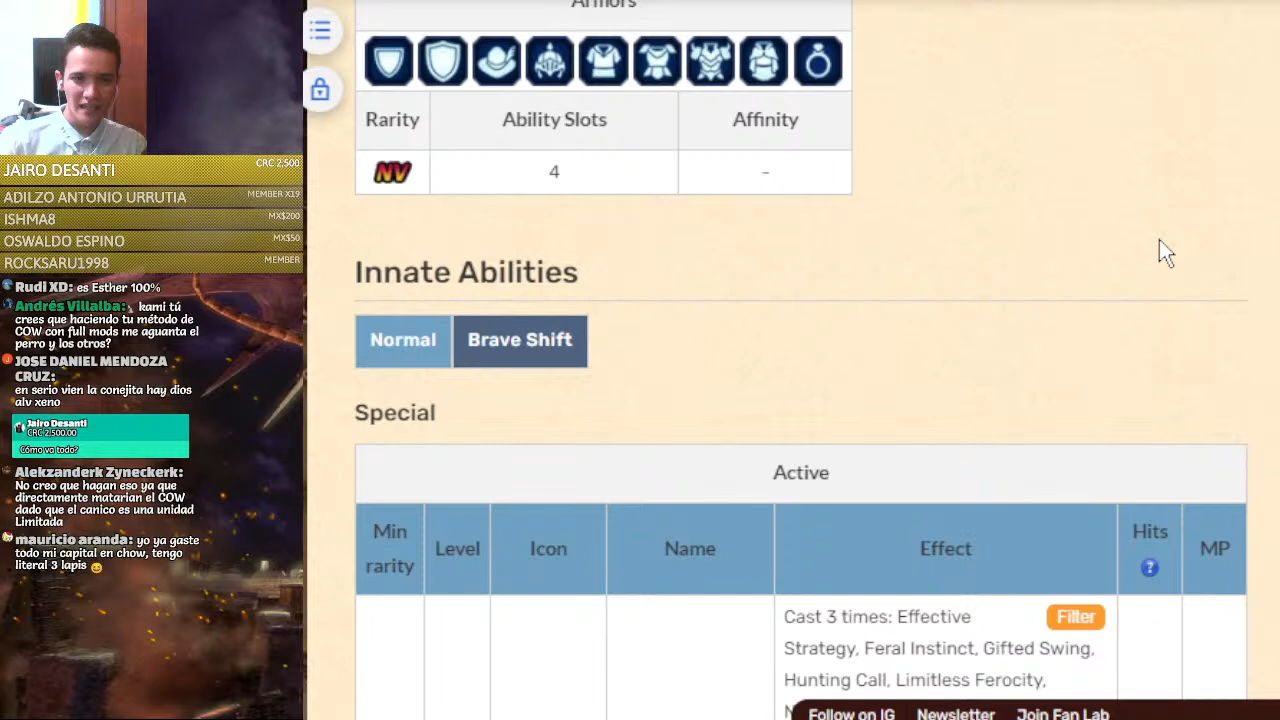 Armors
Rarity Ability Slots Affinity
NV 4 -
Innate Abilities
Normal Brave Shift
Special
Active
Min rarity Level Icon Name Effect Hits ? MP
Cast 3 times: Effective Filter
Strategy, Feral Instinct, Gifted Swing,
Hunting Call, Limitless Ferocity,
Follow on IG Newsletter Join Fan Lab
JAIRO DESANTI CRC 2,500
ADILZO ANTONIO URRUTIA MEMBER X19
ISHMA8 MX$200
OSWALDO ESPINO MX$50
ROCKSARU1998 MEMBER
Rudi XD: es Esther 100%
Andrés Villalba: kami tú
crees que haciendo tu método de
COW con full mods me aguanta el
perro y los otros?
J JOSE DANIEL MENDOZA
CRUZ:
en serio vien la conejita hay dios
alv xeno
Jairo Desanti
CRC 2,500.00
Cómo va todo?
Alekzanderk Zyneckerk:
No creo que hagan eso ya que
directamente matarian el COW
dado que el canico es una unidad
Limitada
mauricio aranda: yo ya gaste
todo mi capital en chow, tengo
literal 3 lapis